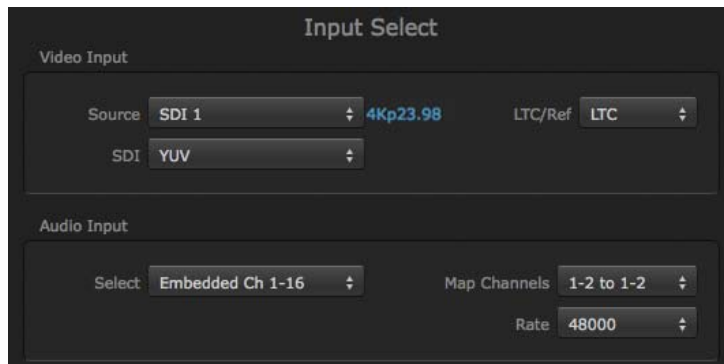 Input Select
Video Input
Source SDI 1 4Kp23.98 LTC/Ref LTC
SDI YUV
Audio Input
Select Embedded Ch 1-16 Map Channels 1-2 to 1-2
Rate 48000